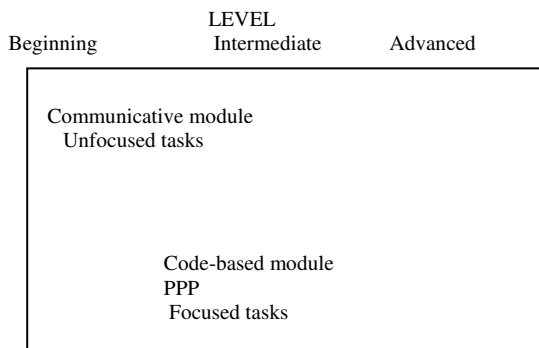 LEVEL
Beginning Intermediate Advanced
Communicative module
Unfocused tasks
Code-based module
PPP
Focused tasks